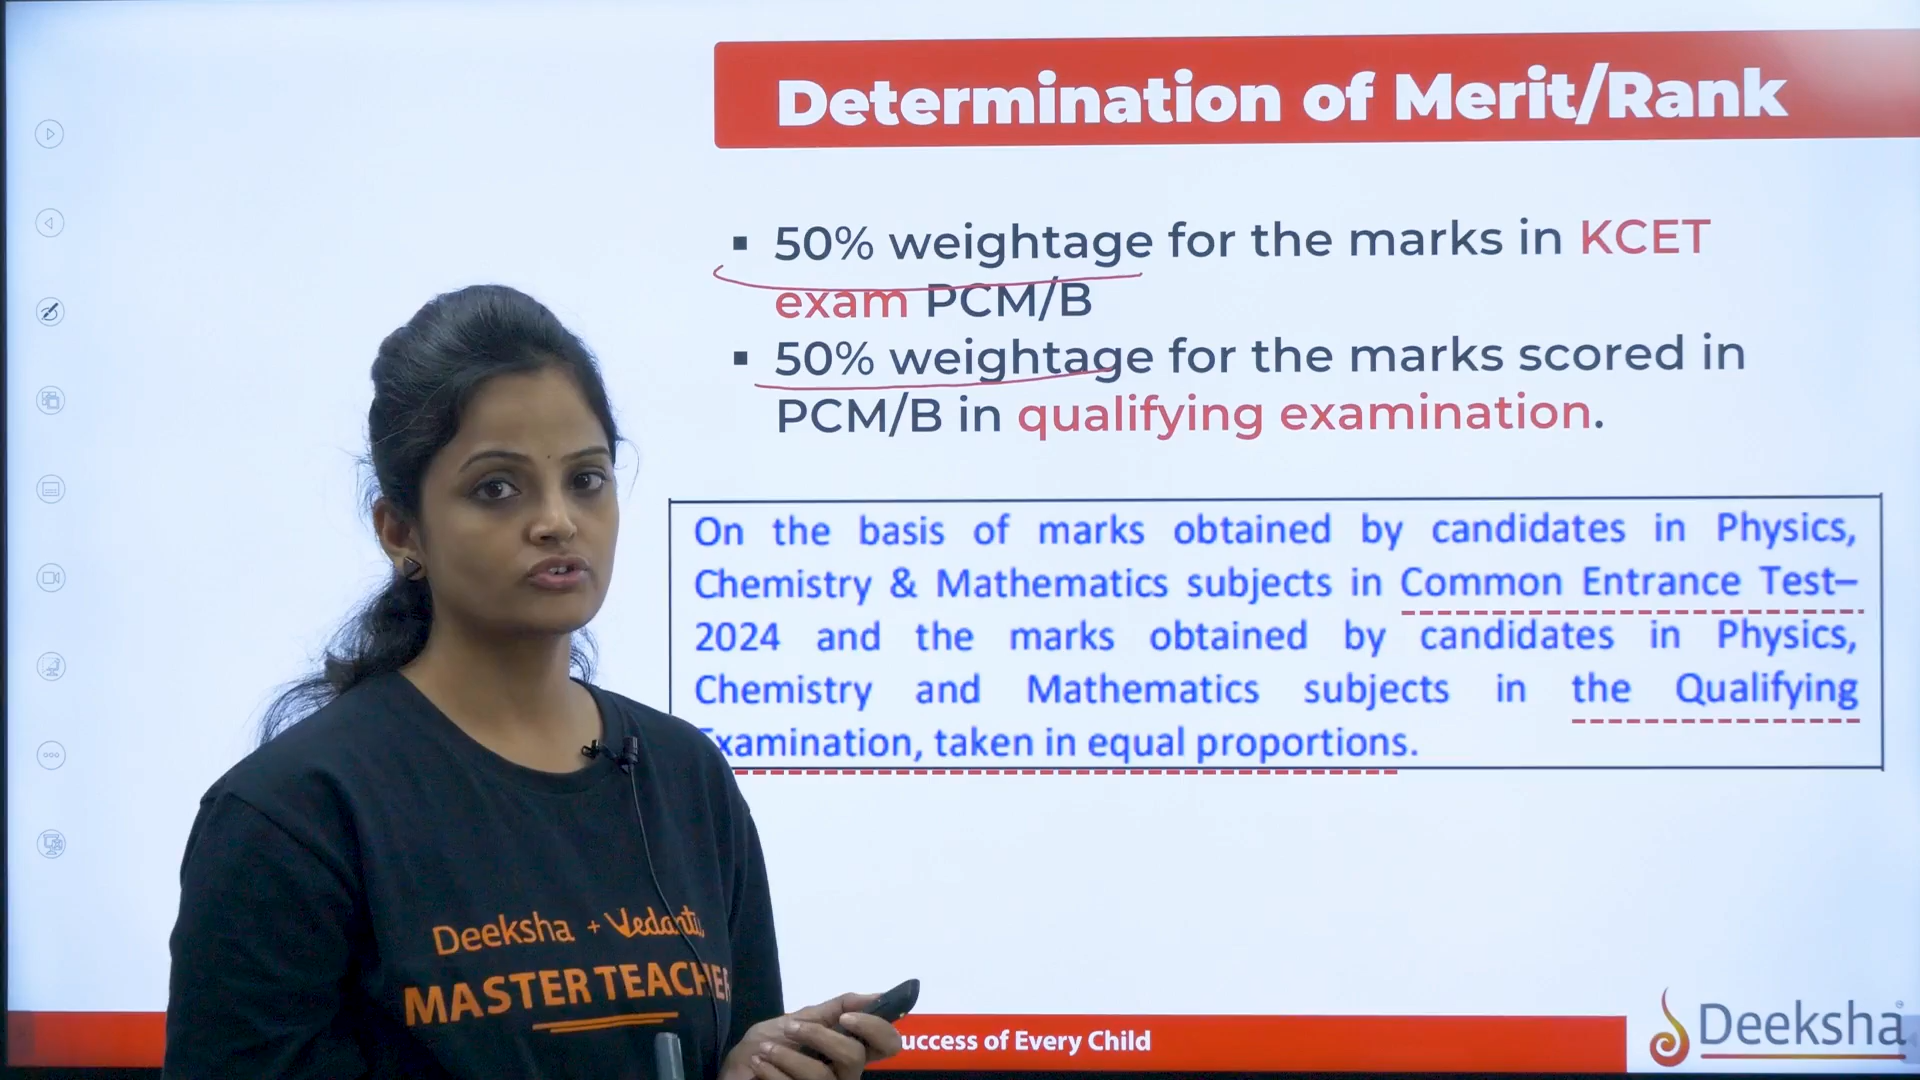 Determination of Merit/Rank
▪ 50% weightage for the marks in KCET
exam PCM/B
▪ 50% weightage for the marks scored in
PCM/B in qualifying examination.
On the basis of marks obtained by candidates in Physics,
Chemistry & Mathematics subjects in Common Entrance Test–
2024 and the marks obtained by candidates in Physics,
Chemistry and Mathematics subjects in the Qualifying
Examination, taken in equal proportions.
Deeksha + Vedantu
MASTER TEACHER
uccess of Every Child
Deeksha